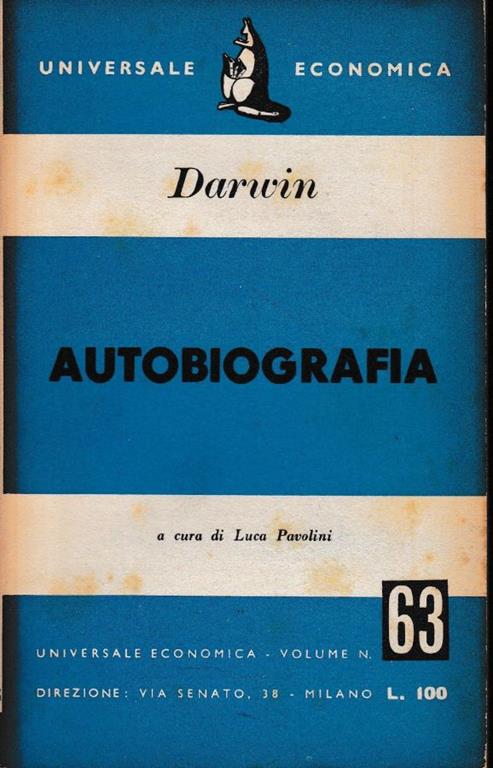 UNIVERSALE ECONOMICA
Darwin
AUTOBIOGRAFIA
a cura di Luca Pavolini
63
UNIVERSALE ECONOMICA - VOLUME N.
DIREZIONE: VIA SENATO, 38 - MILANO L. 100